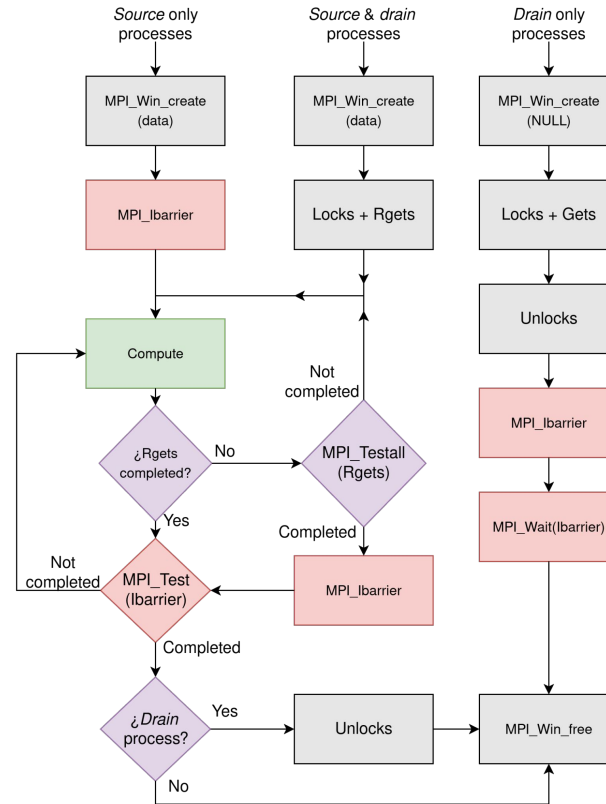 Source only
processes
Source & drain
processes
Drain only
processes
MPI_Win_create
(data)
MPI_Win_create
(data)
MPI_Win_create
(NULL)
MPI_Ibarrier
Locks + Rgets
Locks + Gets
Unlocks
Compute
Not
completed
MPI_Ibarrier
¿Rgets
completed?
No
MPI_Testall
(Rgets)
Yes
Completed
MPI_Wait(Ibarrier)
Not
completed
MPI_Test
(Ibarrier)
MPI_Ibarrier
Completed
¿Drain
process?
Yes
Unlocks
MPI_Win_free
No